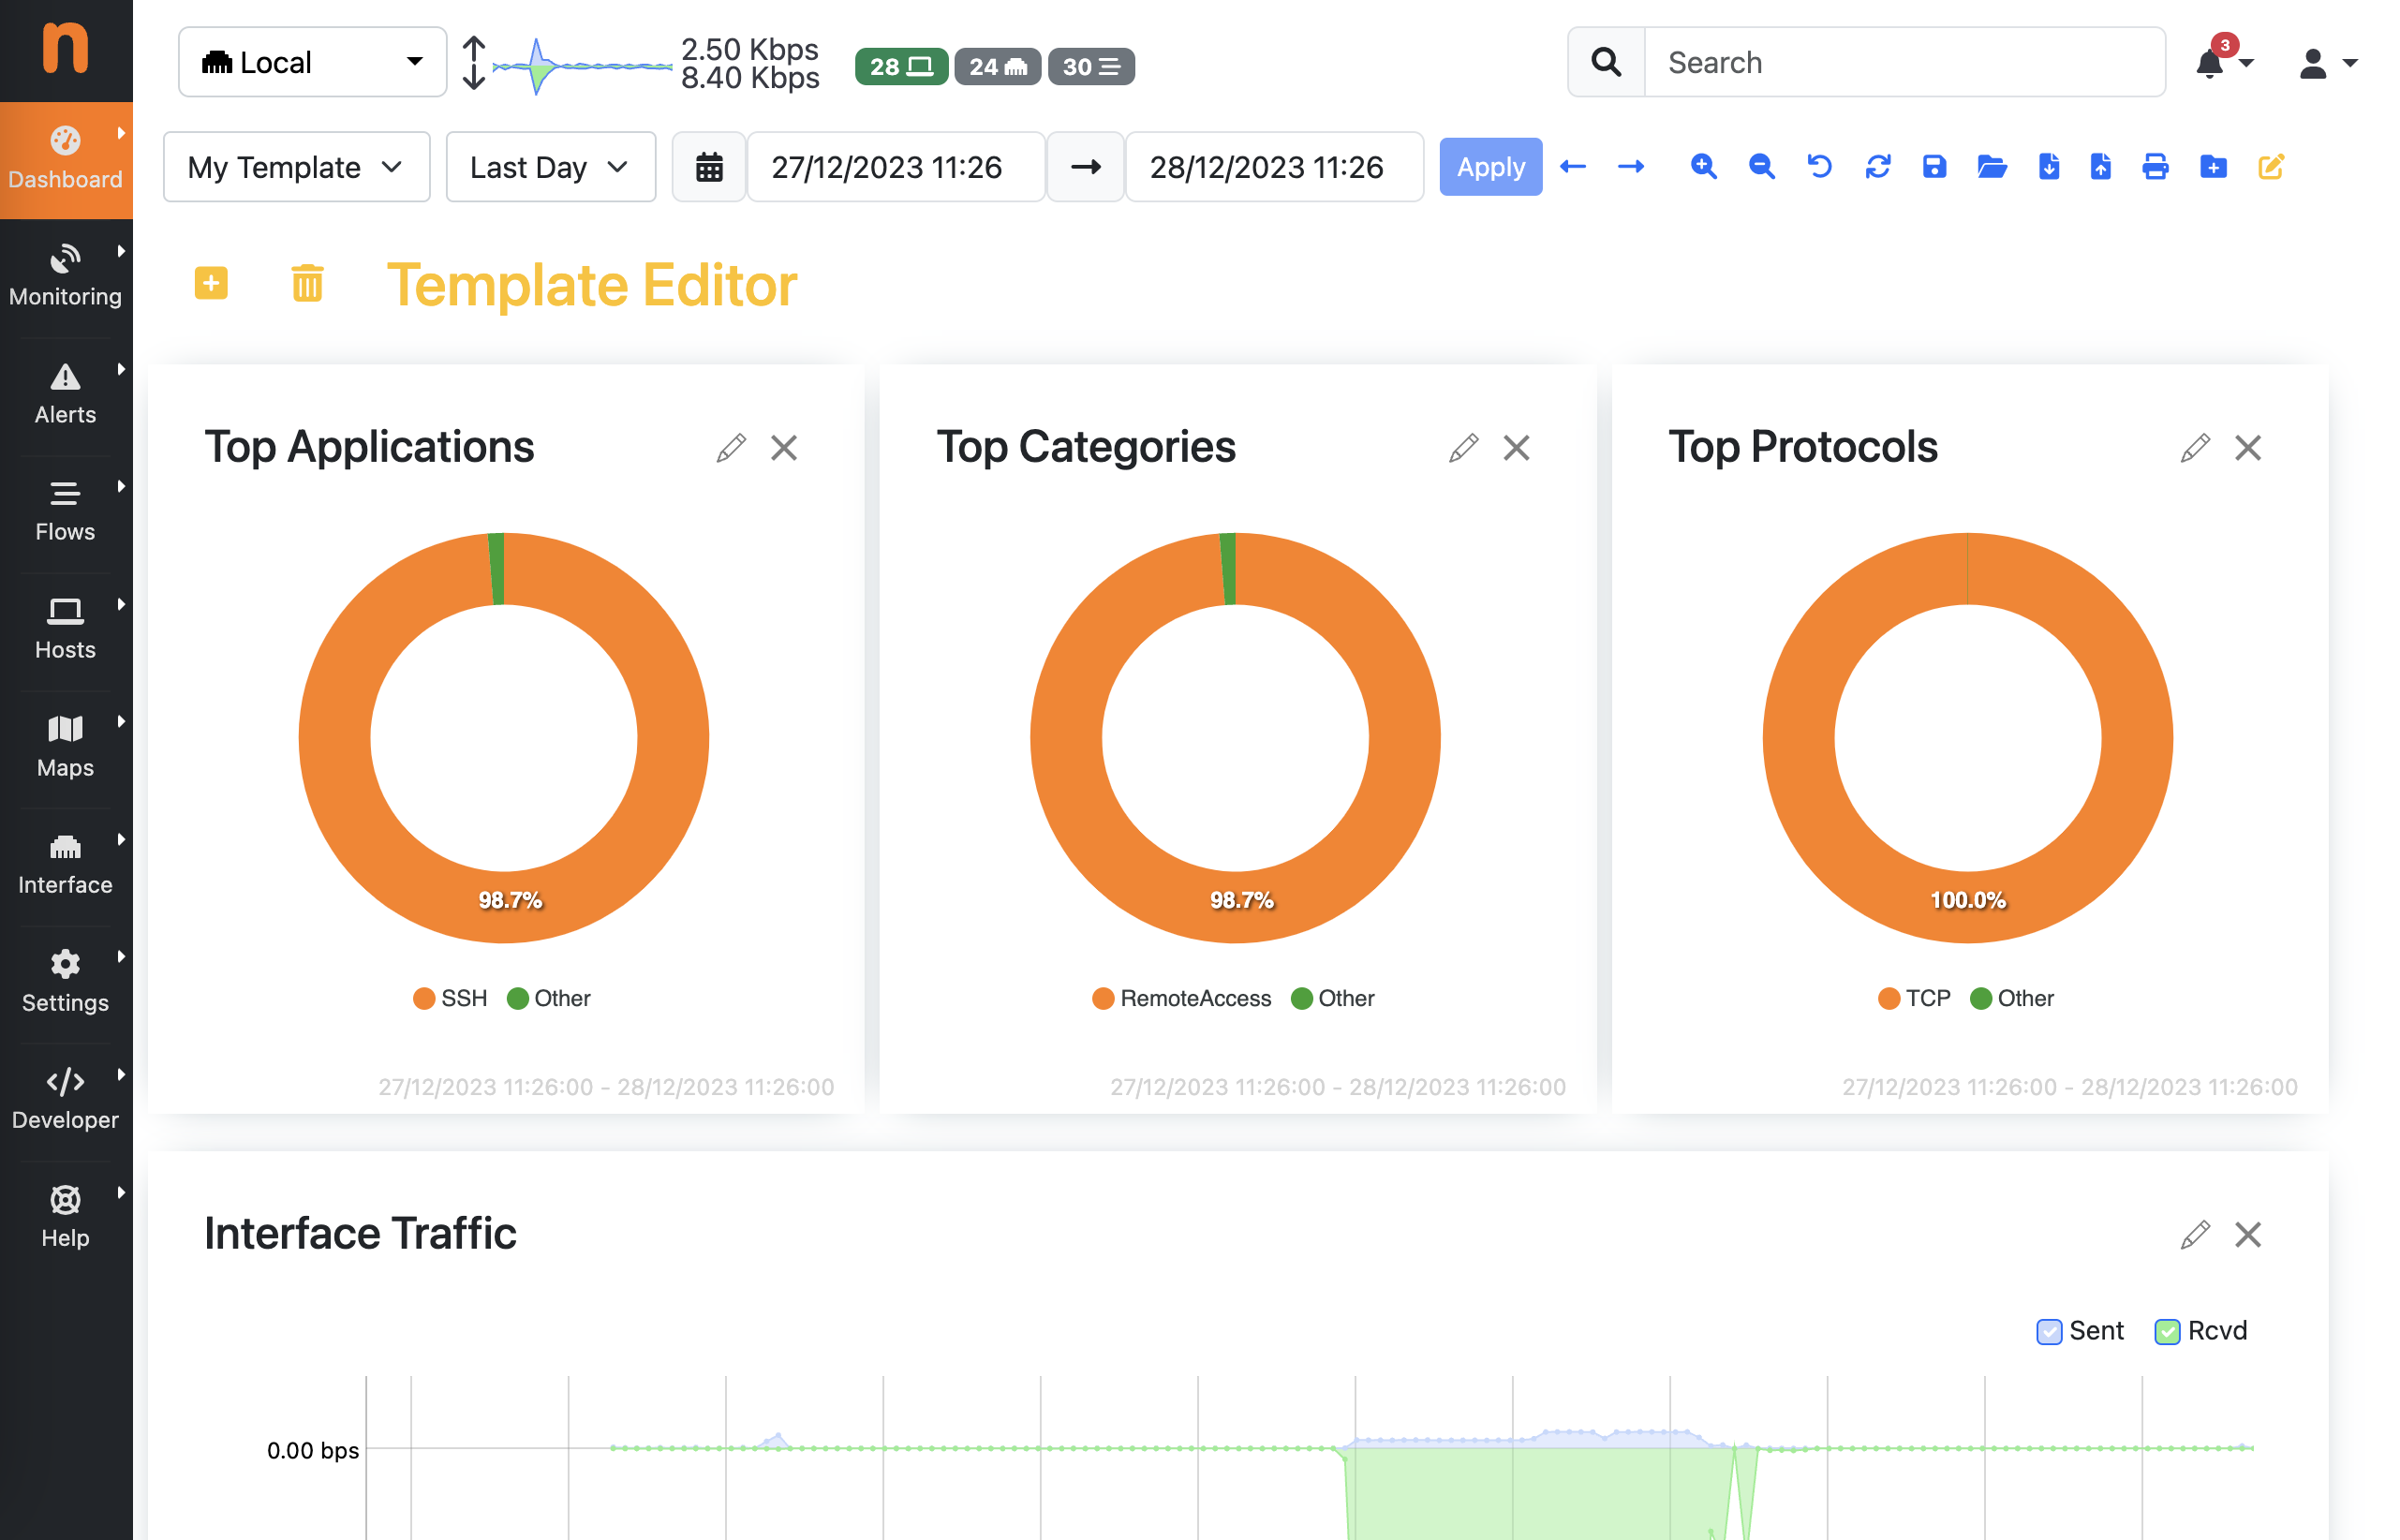 n
Local
2.50 Kbps
8.40 Kbps
28
24
30
Search
3
Dashboard
Monitoring
Alerts
Flows
Hosts
Maps
Interface
Settings
Developer
Help
My Template
Last Day
27/12/2023 11:26
28/12/2023 11:26
Apply
Template Editor
Top Applications
98.7%
SSH Other
27/12/2023 11:26:00 - 28/12/2023 11:26:00
Top Categories
98.7%
RemoteAccess Other
27/12/2023 11:26:00 - 28/12/2023 11:26:00
Top Protocols
100.0%
TCP Other
27/12/2023 11:26:00 - 28/12/2023 11:26:00
Interface Traffic
Sent Rcvd
0.00 bps